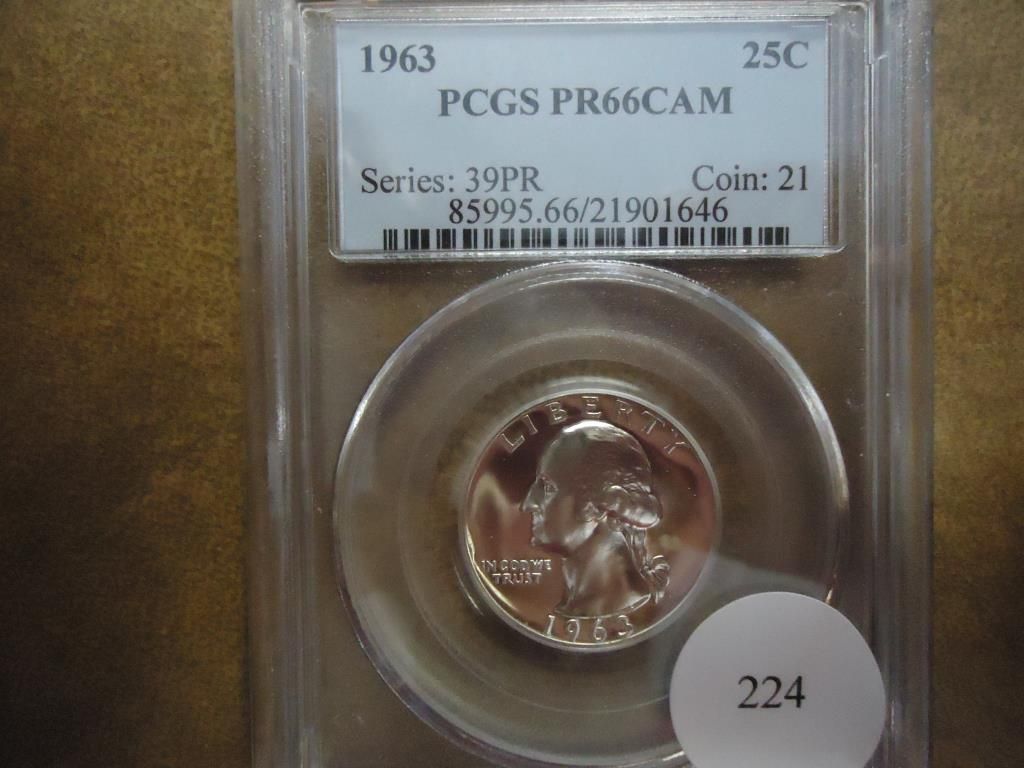 1963 25C
PCGS PR66CAM
Series: 39PR Coin: 21
85995.66/21901646
LIBERTY
IN GOD WE
TRUST
1963
224